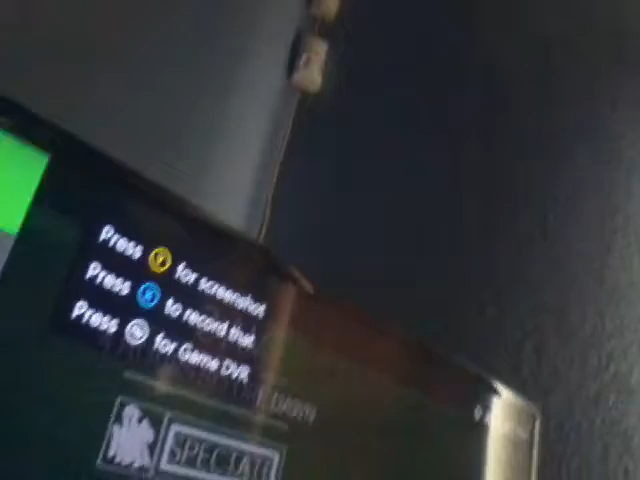 Press Y for screenshot
Press X to record that
Press for Game DVR
SPECTATE